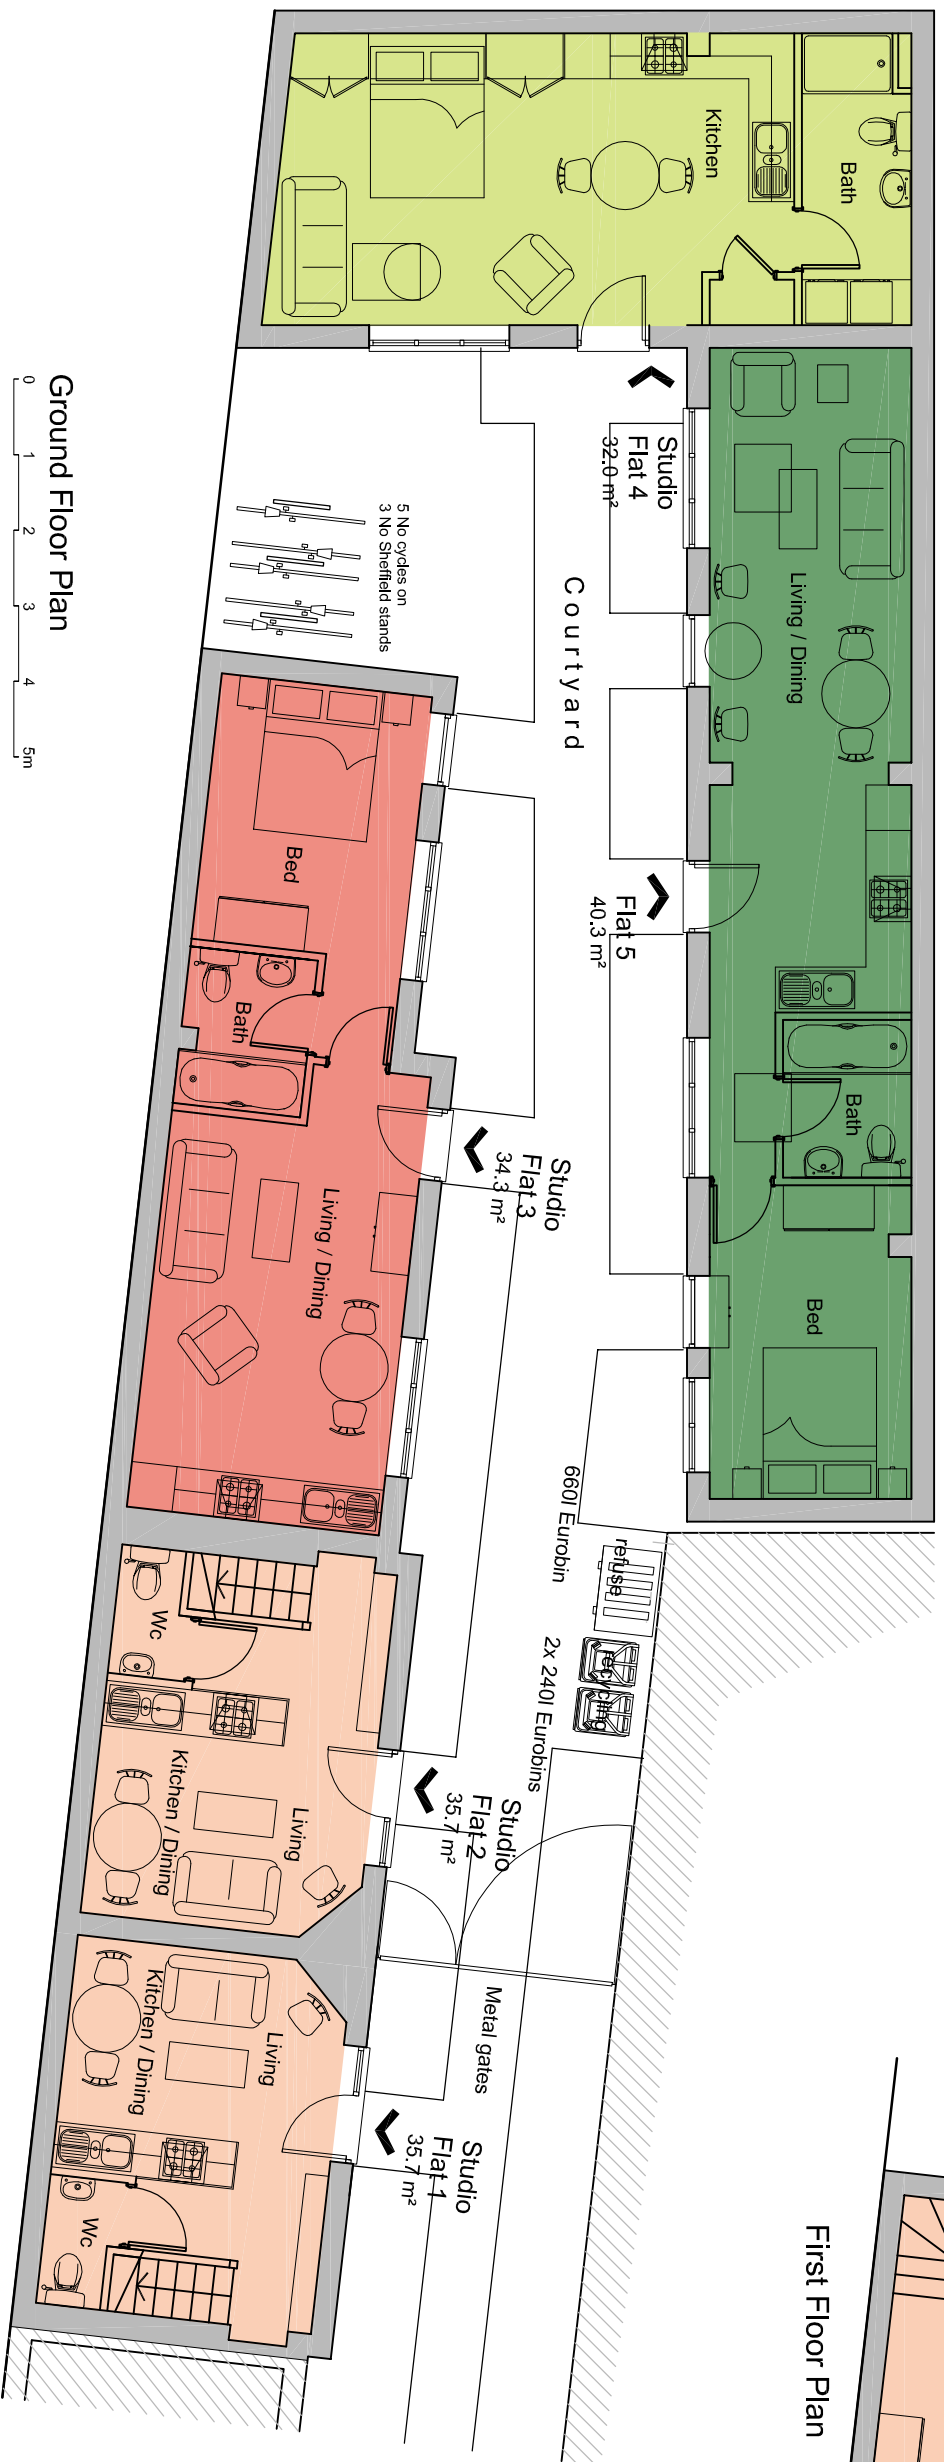 Kitchen
Bath
Studio
Flat 4
32.0 m²
Living / Dining
Courtyard
5 No cycles on
3 No Sheffield stands
Ground Floor Plan
0 1 2 3 4 5m
Flat 5
40.3 m²
Bath
Bed
Bed
Bath
Living / Dining
Studio
Flat 3
34.3 m²
660l Eurobin
refuse
recycling
2x 240l Eurobins
Wc
Kitchen / Dining
Living
Studio
Flat 2
35.7 m²
Metal gates
Kitchen / Dining
Living
Wc
Studio
Flat 1
35.7 m²
First Floor Plan